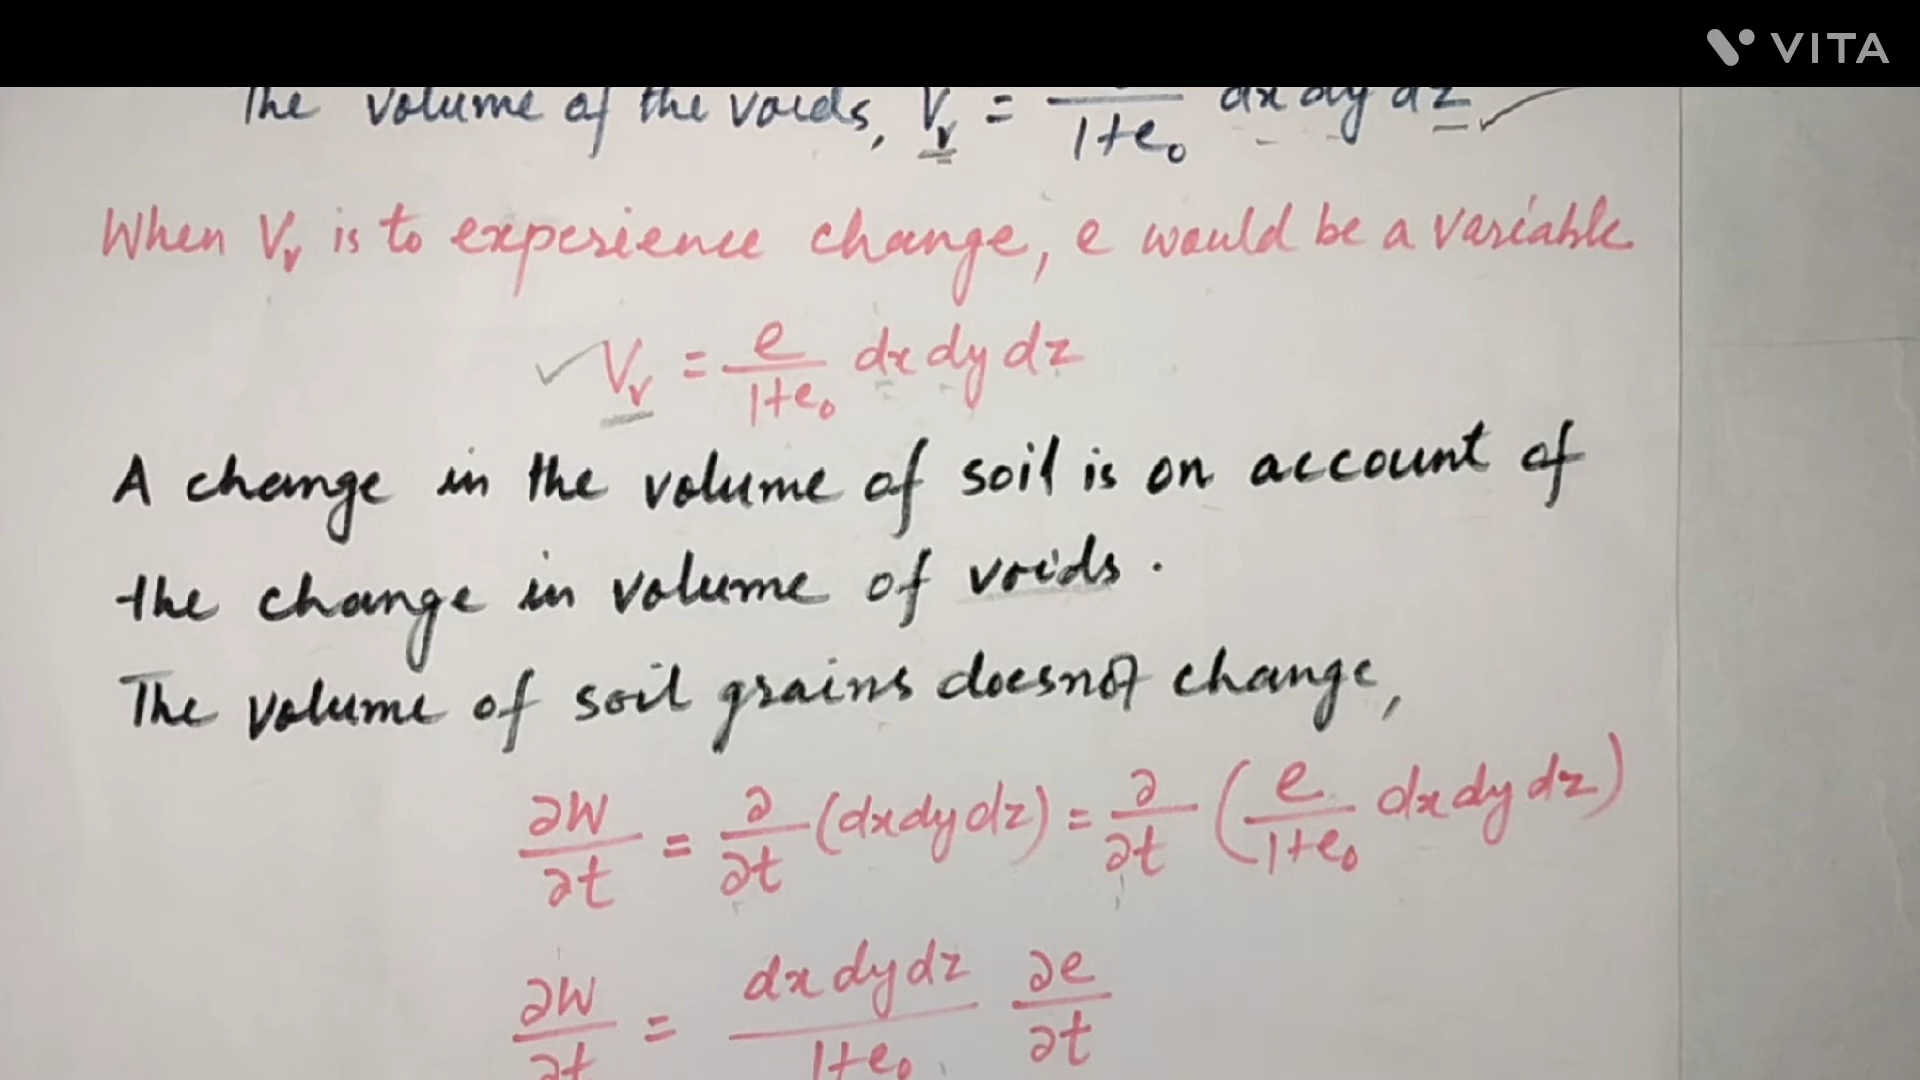 VITA
The volume of the voids, Vv = ― / 1+e₀ dx dy dz
When Vv is to experience change, e would be a variable.
Vv = e / 1+e₀ dx dy dz
A change in the volume of soil is on account of
the change in volume of voids.
The volume of soil grains doesnot change,
∂W/∂t = ∂/∂t (dx dy dz) = ∂/∂t (e / 1+e₀ dx dy dz)
∂W/∂t = dx dy dz / 1+e₀ ∂e/∂t